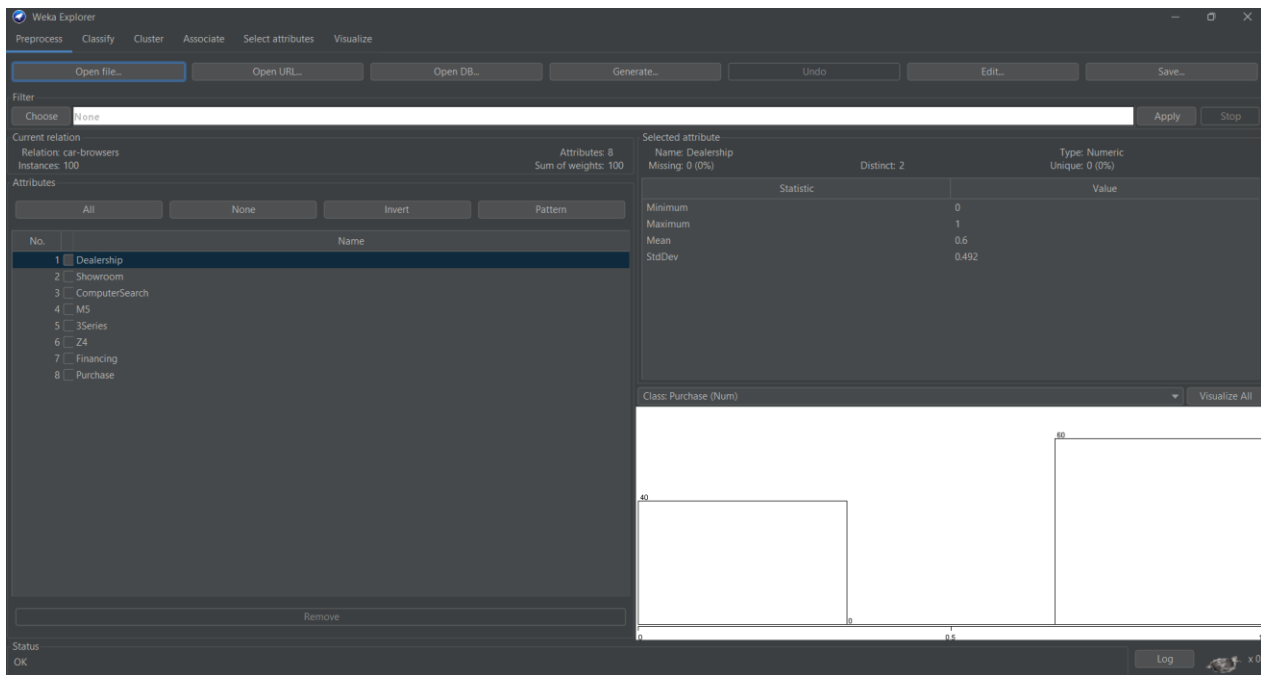 Weka Explorer
Preprocess Classify Cluster Associate Select attributes Visualize
Open file... Open URL... Open DB... Generate... Undo Edit... Save...
Filter
Choose None Apply Stop
Current relation
Relation: car-browsers Attributes: 8
Instances: 100 Sum of weights: 100
Selected attribute
Name: Dealership Type: Numeric
Missing: 0 (0%) Distinct: 2 Unique: 0 (0%)
Attributes
All None Invert Pattern
No. Name
1 Dealership
2 Showroom
3 ComputerSearch
4 M5
5 3Series
6 Z4
7 Financing
8 Purchase
Remove
Statistic Value
Minimum 0
Maximum 1
Mean 0.6
StdDev 0.492
Class: Purchase (Num) Visualize All
60
40
0
0 0.5 1
Status
OK
Log x 0